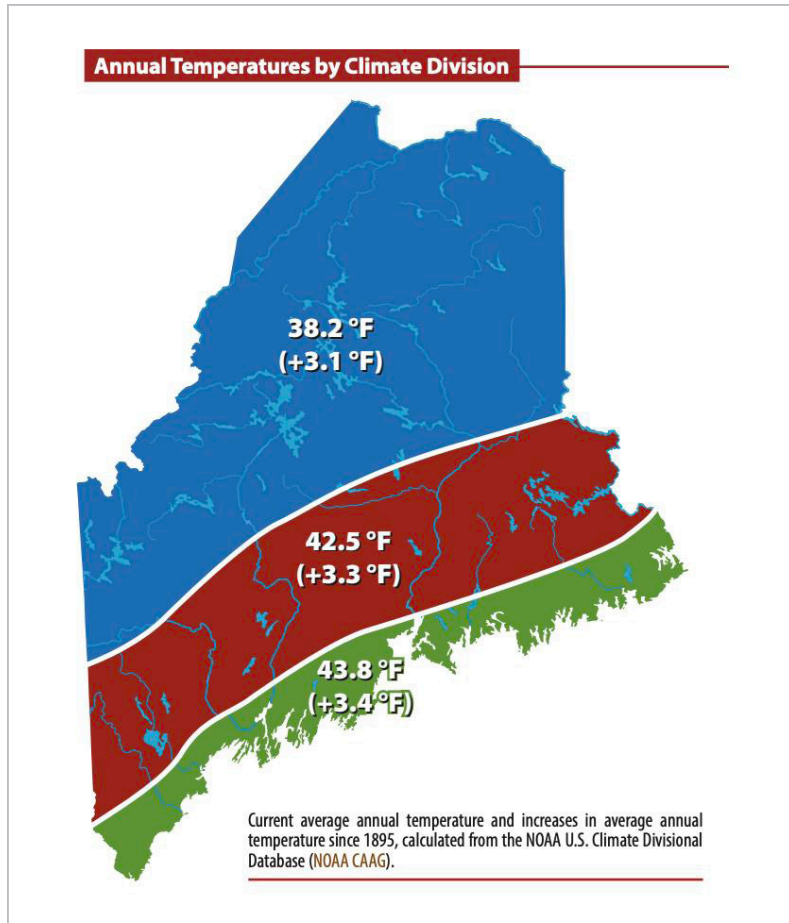 Annual Temperatures by Climate Division
38.2 °F
(+3.1 °F)
42.5 °F
(+3.3 °F)
43.8 °F
(+3.4 °F)
Current average annual temperature and increases in average annual
temperature since 1895, calculated from the NOAA U.S. Climate Divisional
Database (NOAA CAAG).